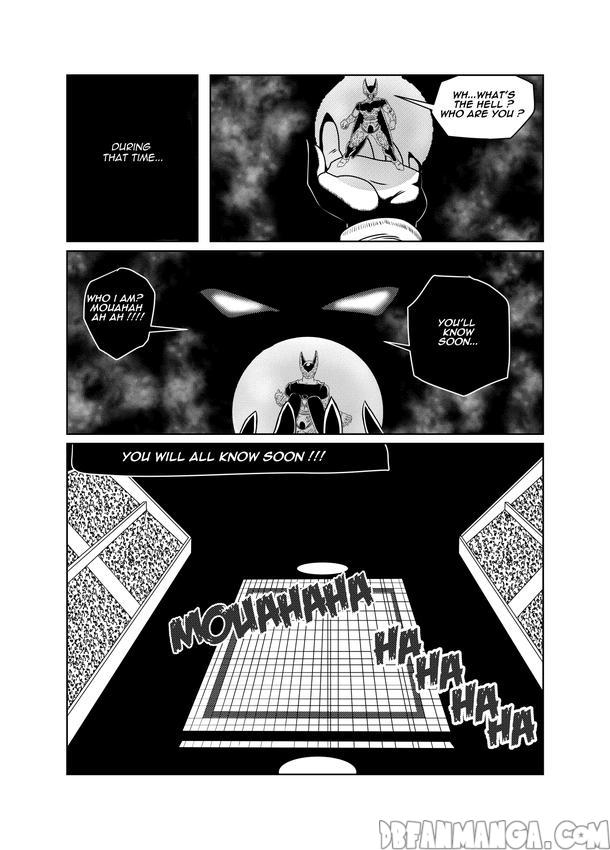 DURING
THAT TIME...
WH...WHAT'S
THE HELL ?
WHO ARE YOU ?
WHO I AM?
MOUAHAH
AH AH !!!!
YOU'LL
KNOW
SOON...
YOU WILL ALL KNOW SOON !!!
MOUAHAHA
HA
HA
HA
HA
DBFANMANGA.COM